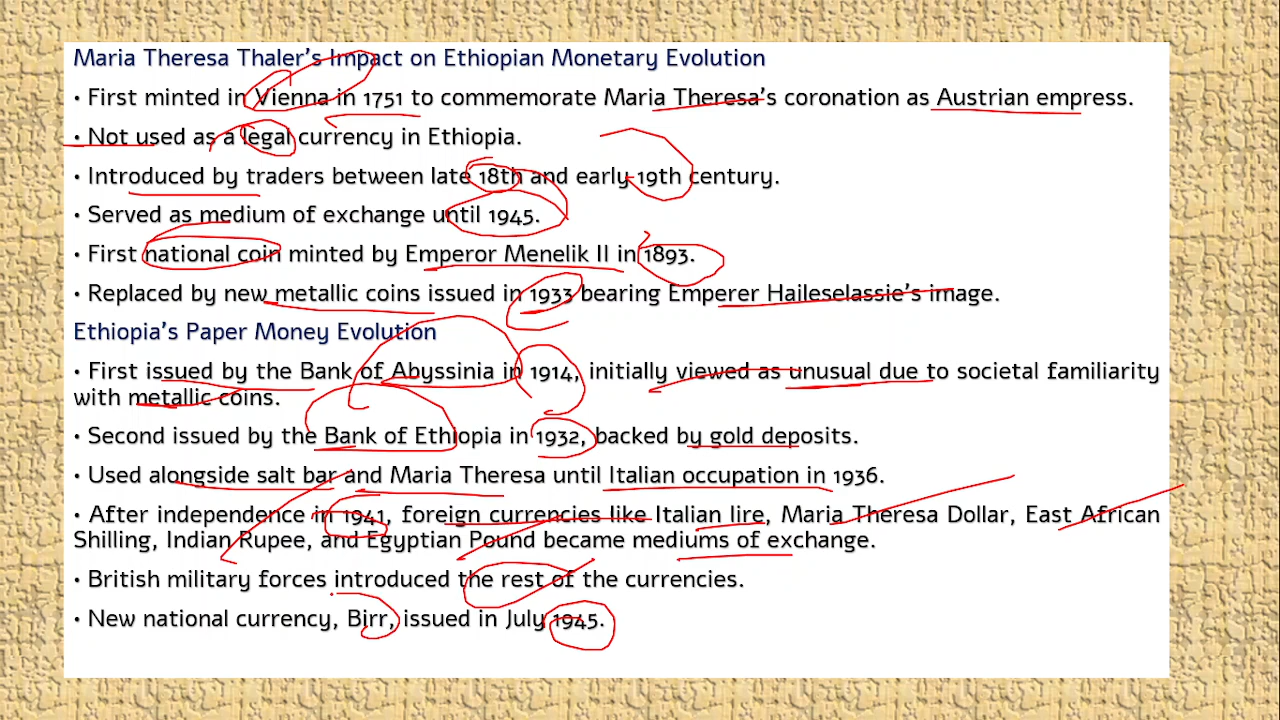 Maria Theresa Thaler's Impact on Ethiopian Monetary Evolution
• First minted in Vienna in 1751 to commemorate Maria Theresa's coronation as Austrian empress.
• Not used as a legal currency in Ethiopia.
• Introduced by traders between late 18th and early 19th century.
• Served as medium of exchange until 1945.
• First national coin minted by Emperor Menelik II in 1893.
• Replaced by new metallic coins issued in 1933 bearing Emperer Haileselassie's image.
Ethiopia's Paper Money Evolution
• First issued by the Bank of Abyssinia in 1914, initially viewed as unusual due to societal familiarity
with metallic coins.
• Second issued by the Bank of Ethiopia in 1932, backed by gold deposits.
• Used alongside salt bar and Maria Theresa until Italian occupation in 1936.
• After independence in 1941, foreign currencies like Italian lire, Maria Theresa Dollar, East African
Shilling, Indian Rupee, and Egyptian Pound became mediums of exchange.
• British military forces introduced the rest of the currencies.
• New national currency, Birr, issued in July 1945.